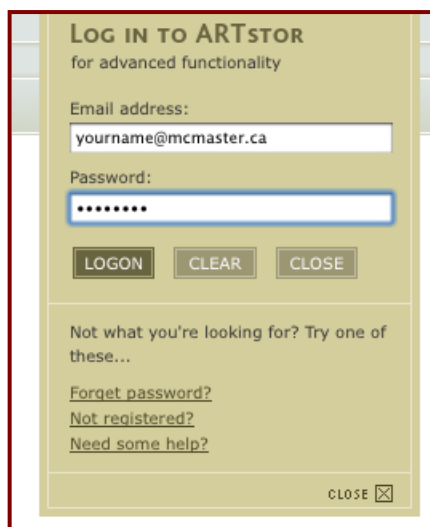 LOG IN TO ARTSTOR
for advanced functionality
Email address:
yourname@mcmaster.ca
Password:
••••••••
LOGON CLEAR CLOSE
Not what you're looking for? Try one of
these...
Forget password?
Not registered?
Need some help?
CLOSE